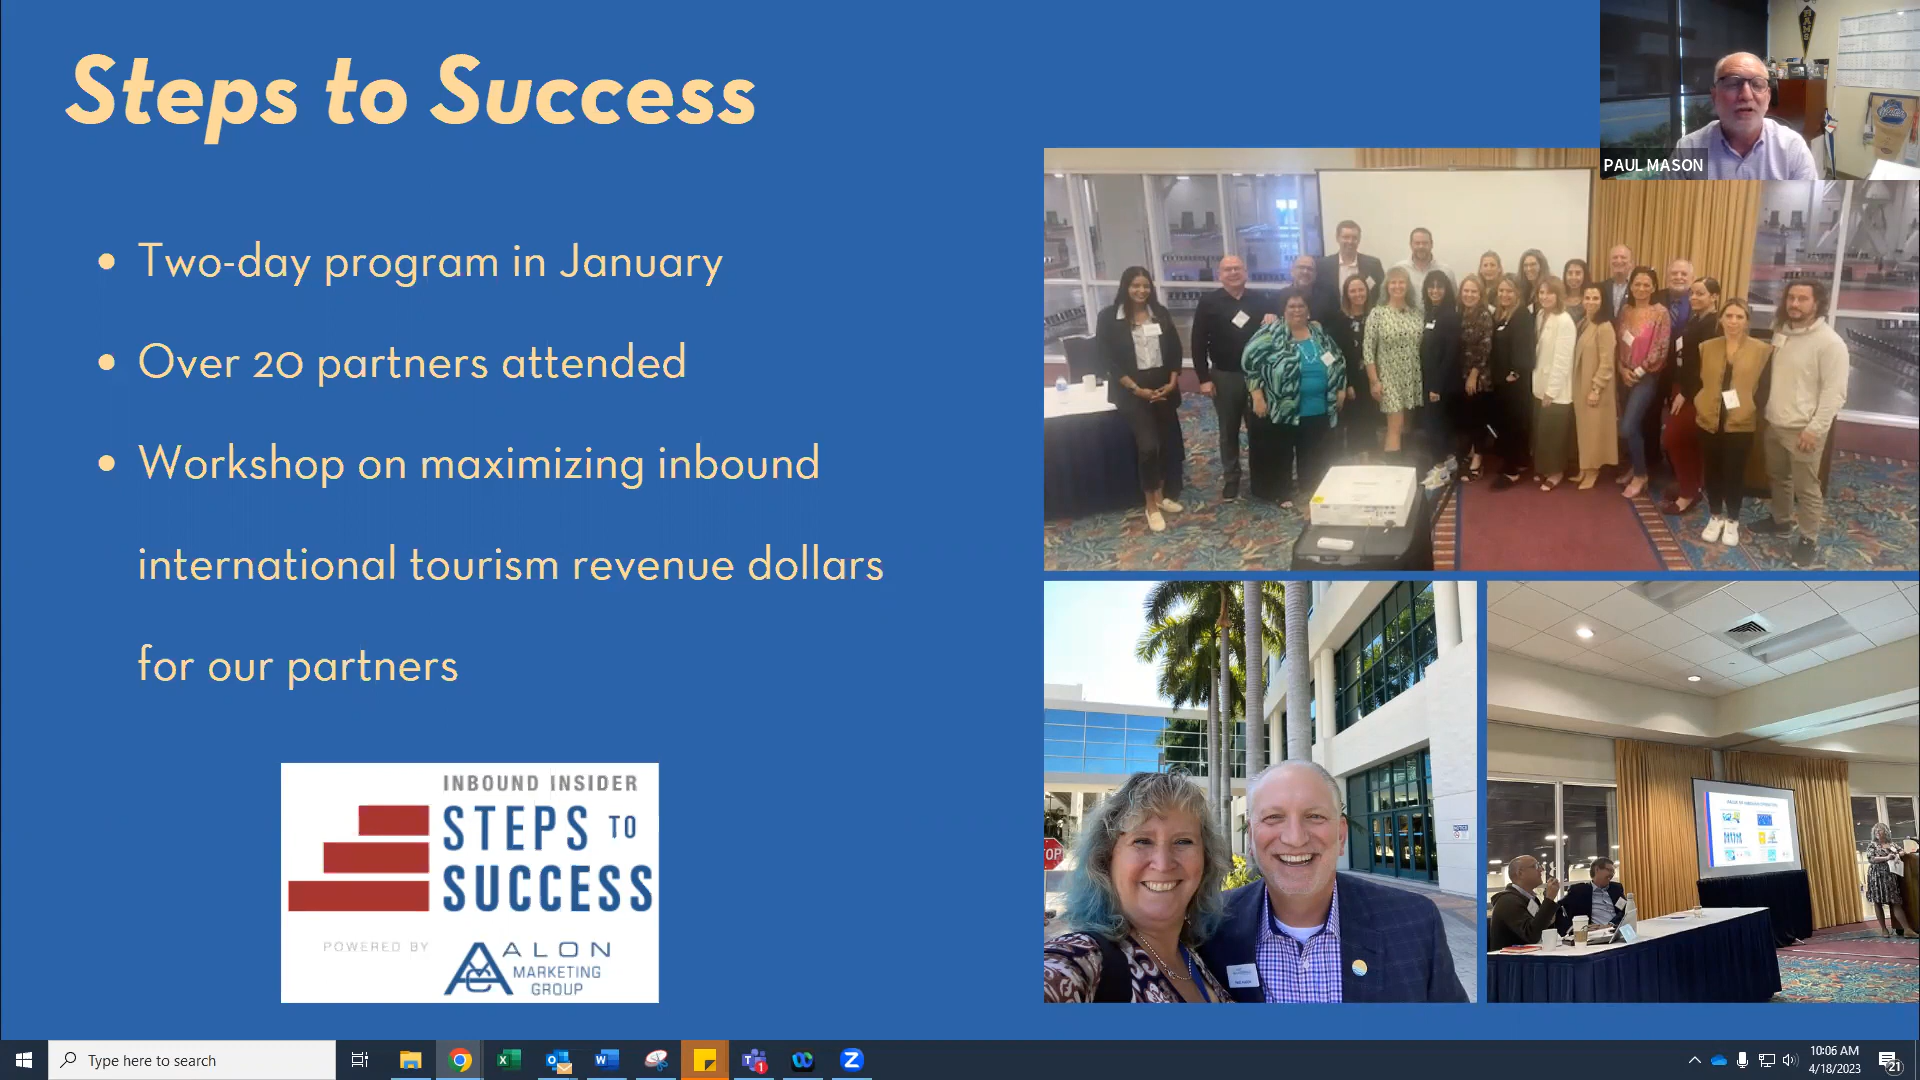 Steps to Success
PAUL MASON
• Two-day program in January
• Over 20 partners attended
• Workshop on maximizing inbound
international tourism revenue dollars
for our partners
INBOUND INSIDER
STEPS TO
SUCCESS
POWERED BY
ALON
MARKETING
GROUP
Type here to search
10:06 AM
4/18/2023
21